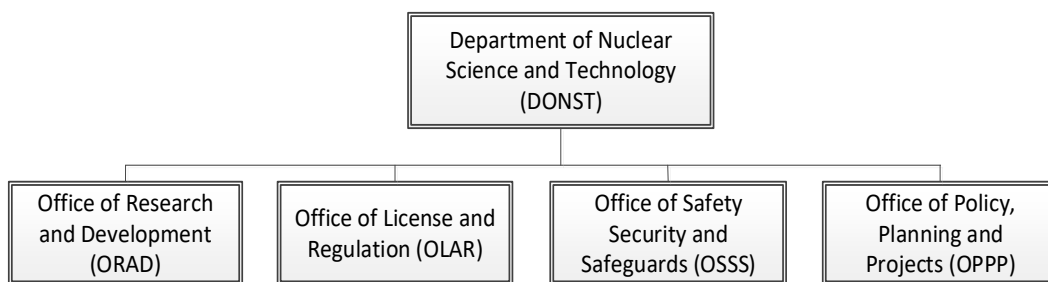 Department of Nuclear
Science and Technology
(DONST)
Office of Research
and Development
(ORAD)
Office of License and
Regulation (OLAR)
Office of Safety
Security and
Safeguards (OSSS)
Office of Policy,
Planning and
Projects (OPPP)